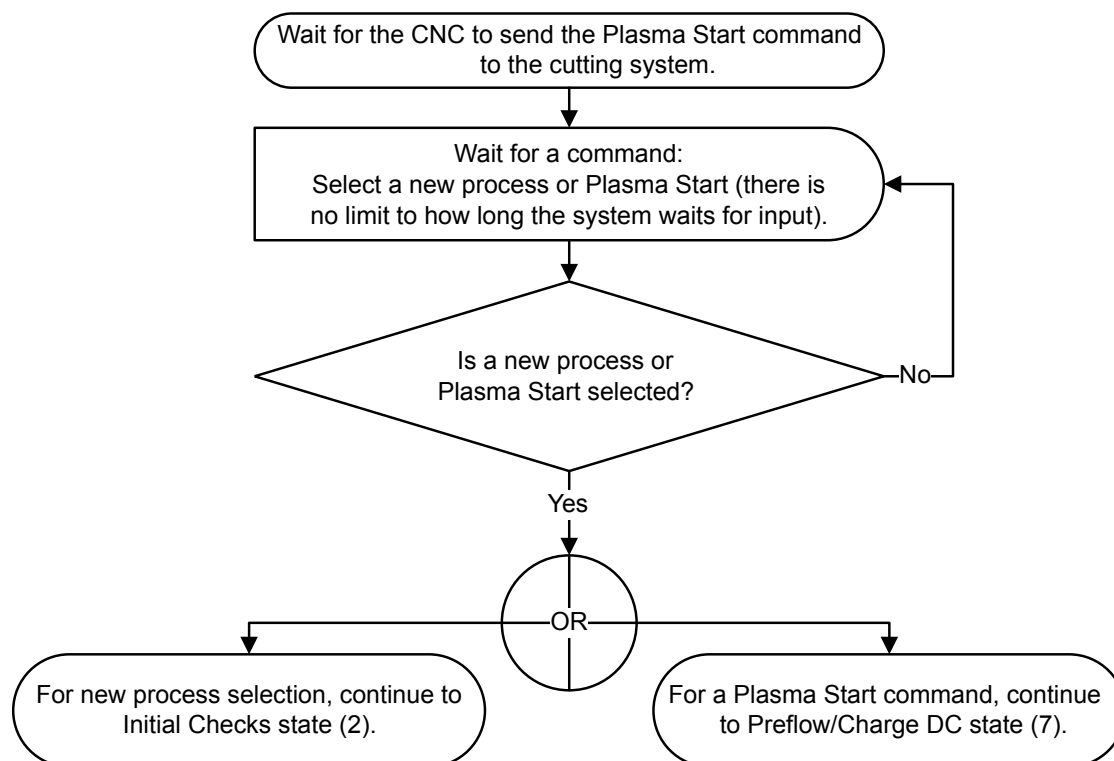 Wait for the CNC to send the Plasma Start command
to the cutting system.
Wait for a command:
Select a new process or Plasma Start (there is
no limit to how long the system waits for input).
Is a new process or
Plasma Start selected?
No
Yes
OR
For new process selection, continue to
Initial Checks state (2).
For a Plasma Start command, continue
to Preflow/Charge DC state (7).